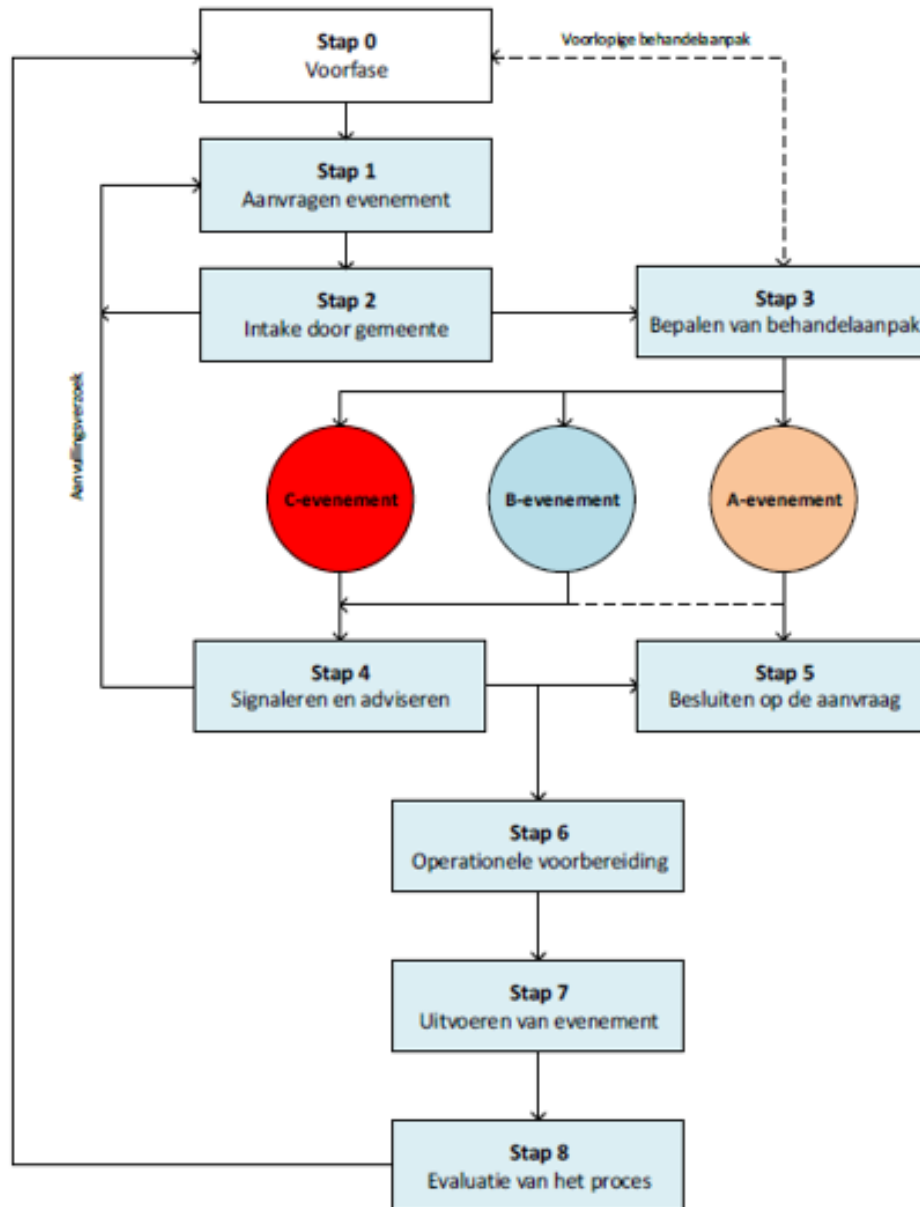 Stap 0
Voorfase
Voorlopige behandelaanpak
Stap 1
Aanvragen evenement
Stap 2
Intake door gemeente
Stap 3
Bepalen van behandelaanpak
Aanvullingsverzoek
C-evenement
B-evenement
A-evenement
Stap 4
Signaleren en adviseren
Stap 5
Besluiten op de aanvraag
Stap 6
Operationele voorbereiding
Stap 7
Uitvoeren van evenement
Stap 8
Evaluatie van het proces